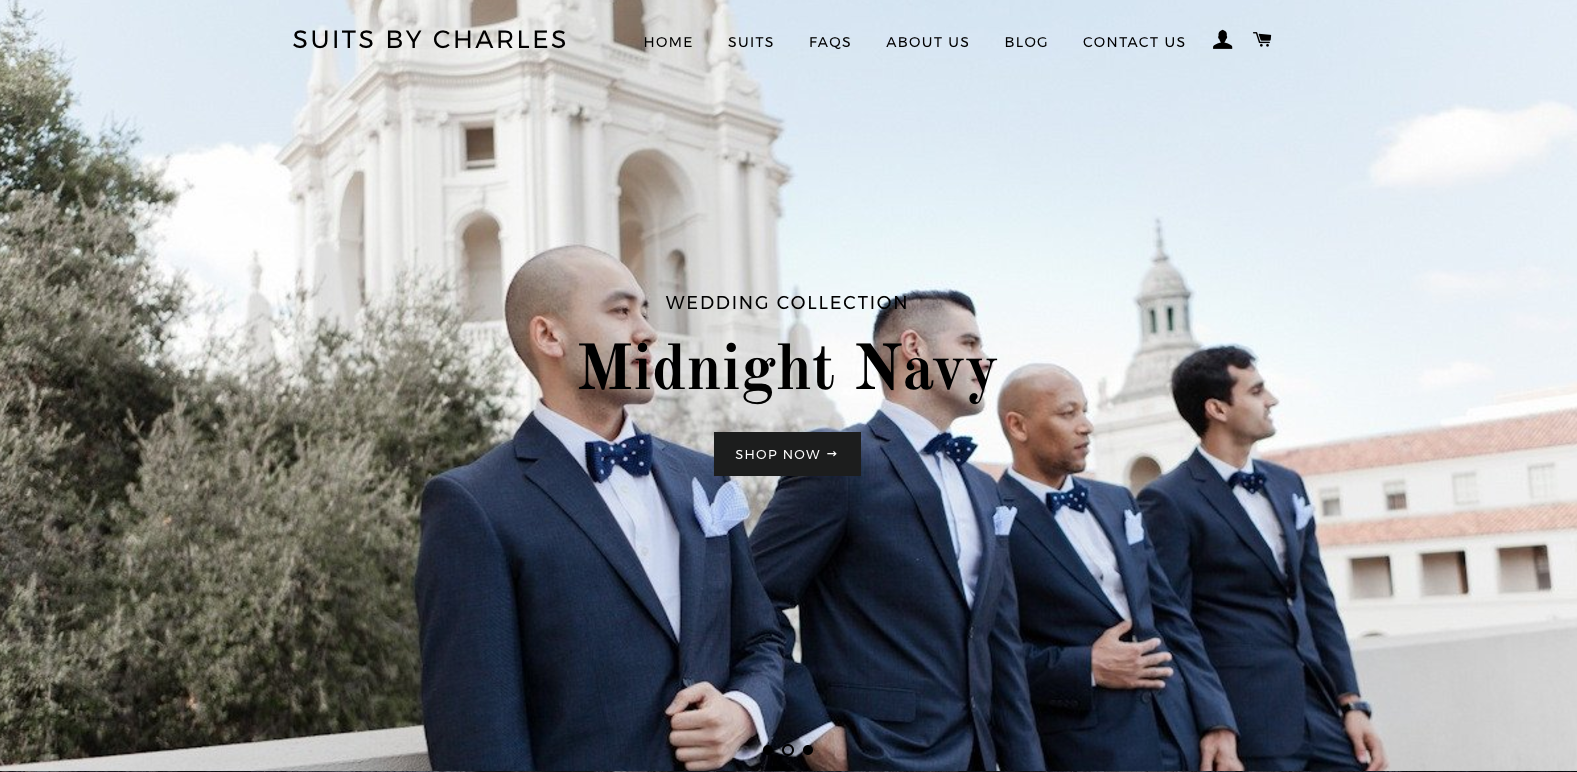 SUITS BY CHARLES
HOME SUITS FAQS ABOUT US BLOG CONTACT US
WEDDING COLLECTION
Midnight Navy
SHOP NOW →